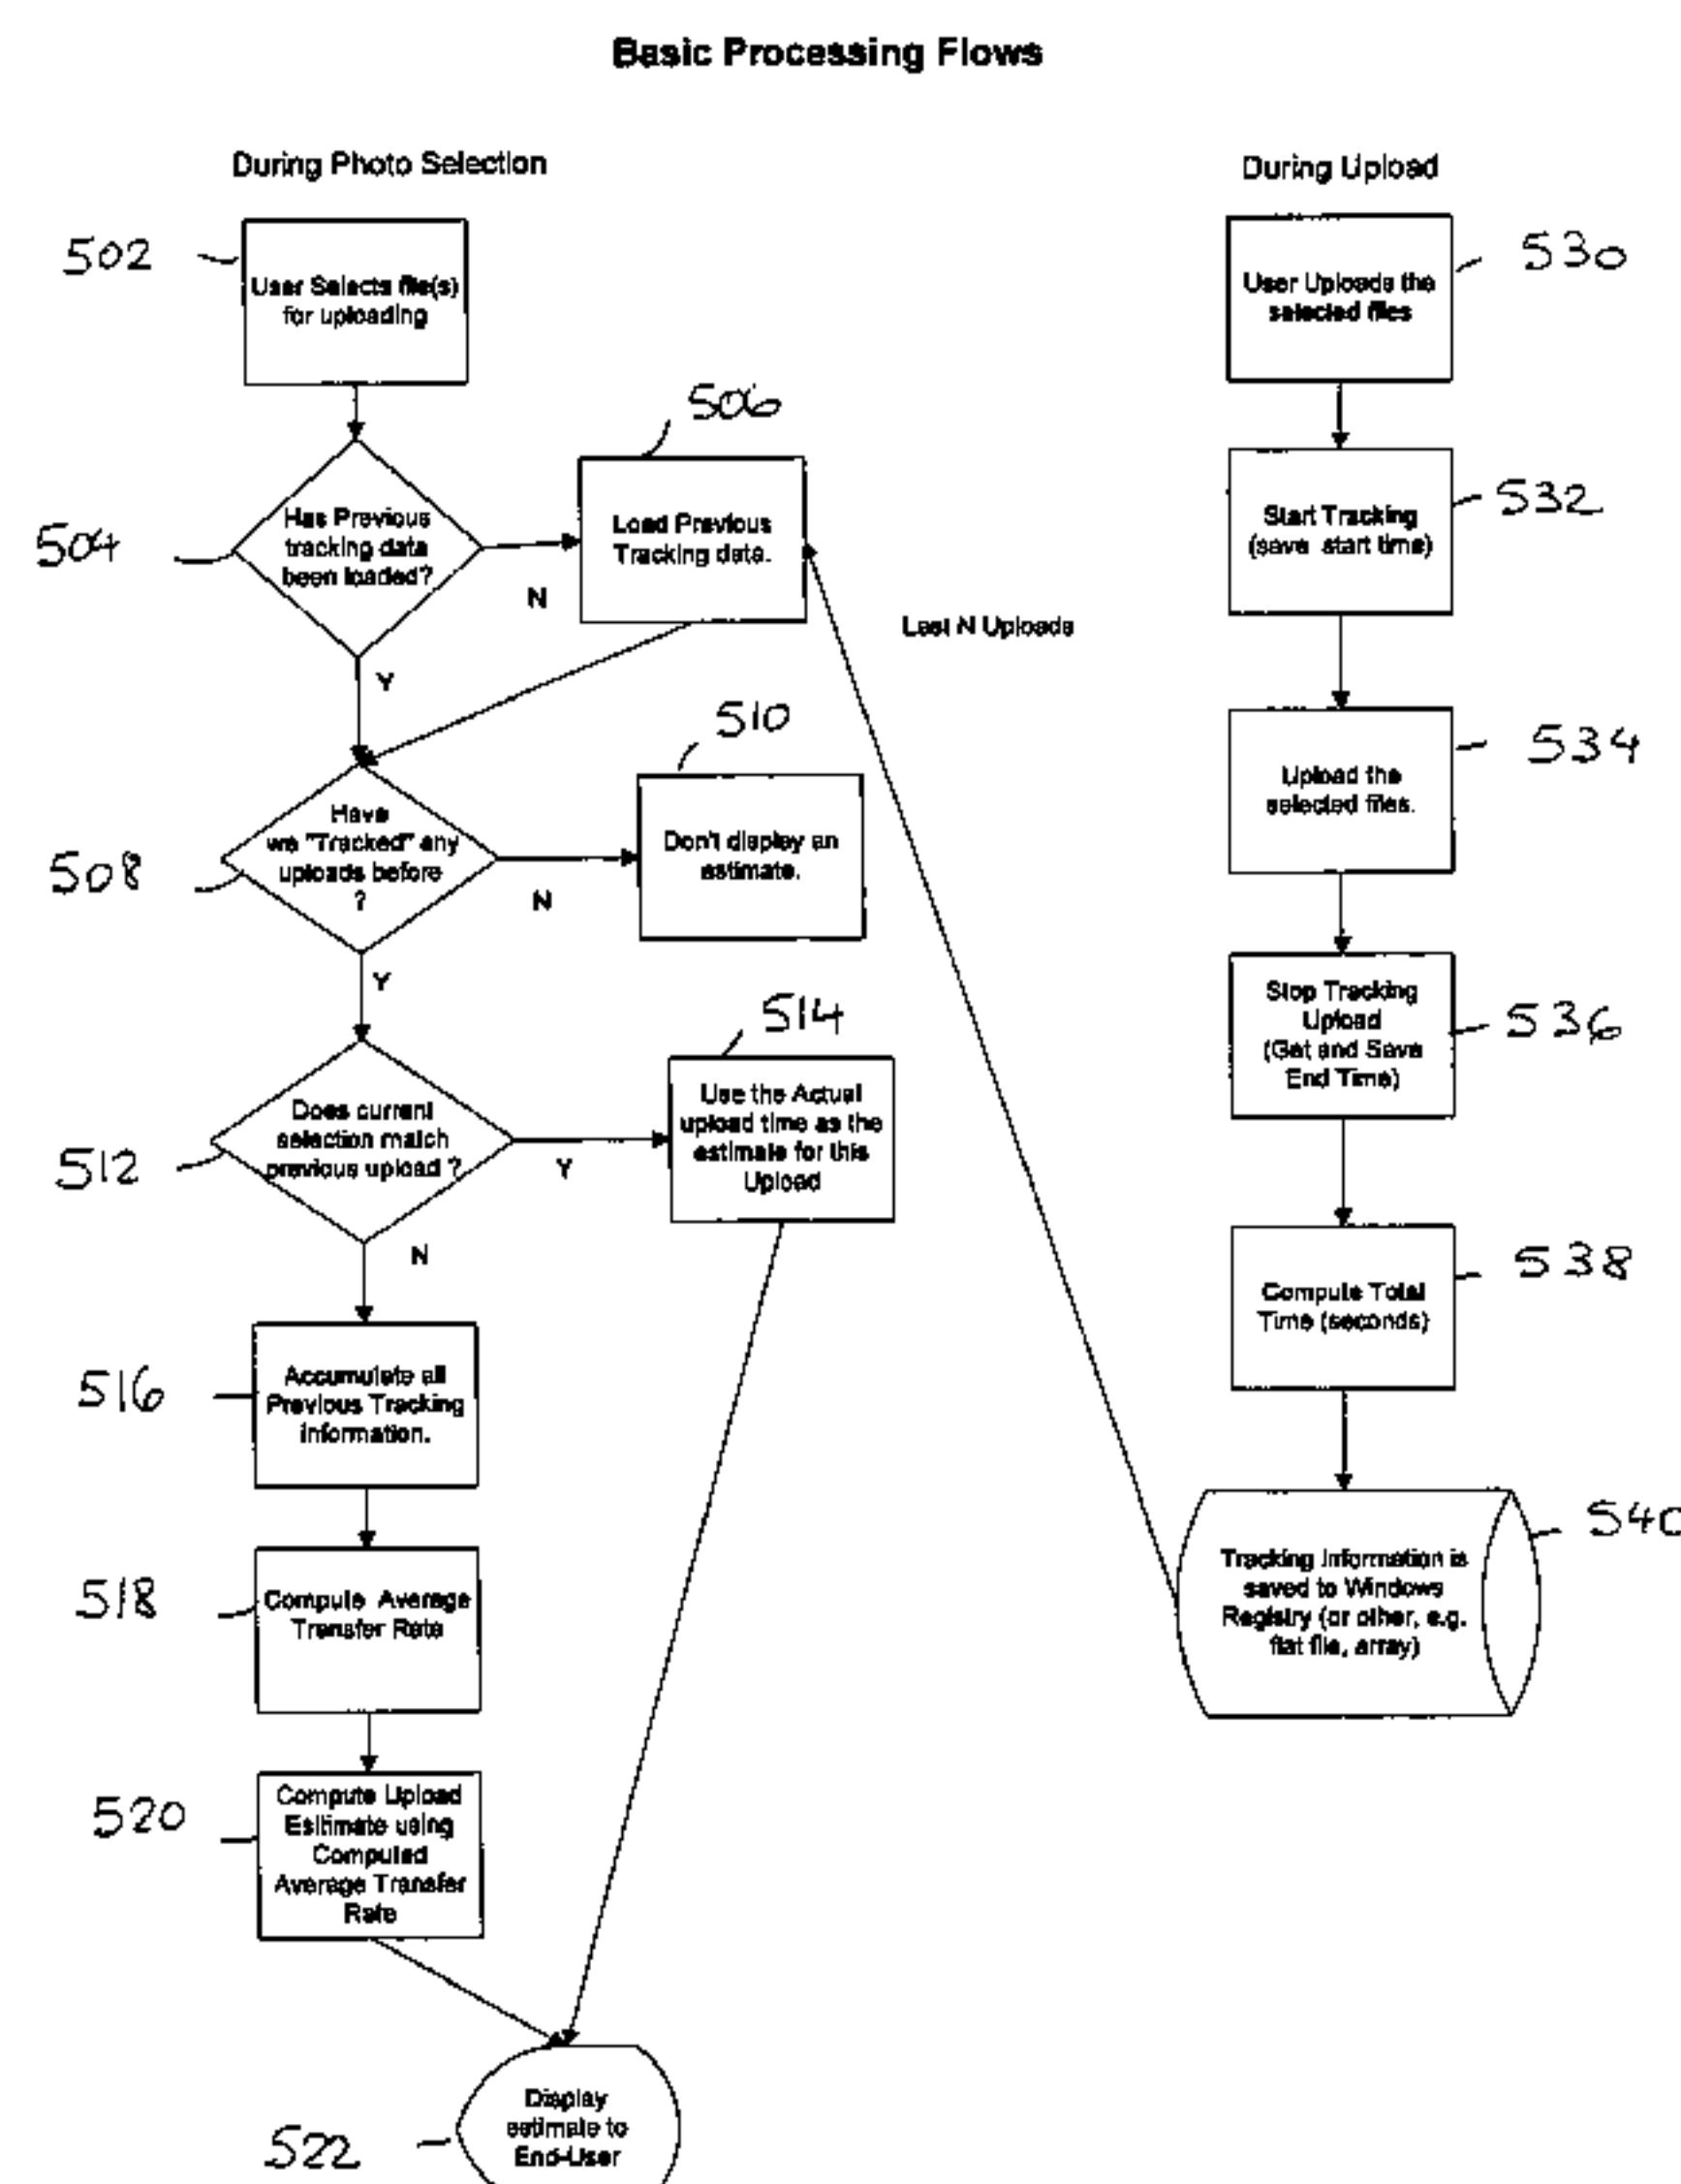 Basic Processing Flows
During Photo Selection
502
User Selects file(s)
for uploading
504
Has Previous
tracking data
been loaded?
N
Y
506
Load Previous
Tracking data.
508
Have
we "Tracked" any
uploads before
?
N
Y
510
Don't display an
estimate.
512
Does current
selection match
previous upload ?
Y
N
514
Use the Actual
upload time as the
estimate for this
Upload
516
Accumulate all
Previous Tracking
information.
518
Compute Average
Transfer Rate
520
Compute Upload
Esitimate using
Computed
Average Transfer
Rate
522
Display
estimate to
End-User
Last N Uploads
During Upload
530
User Uploads the
selected files
532
Start Tracking
(save start time)
534
Upload the
selected files.
536
Stop Tracking
Upload
(Get and Save
End Time)
538
Compute Total
Time (seconds)
540
Tracking Information is
saved to Windows
Registry (or other, e.g.
flat file, array)